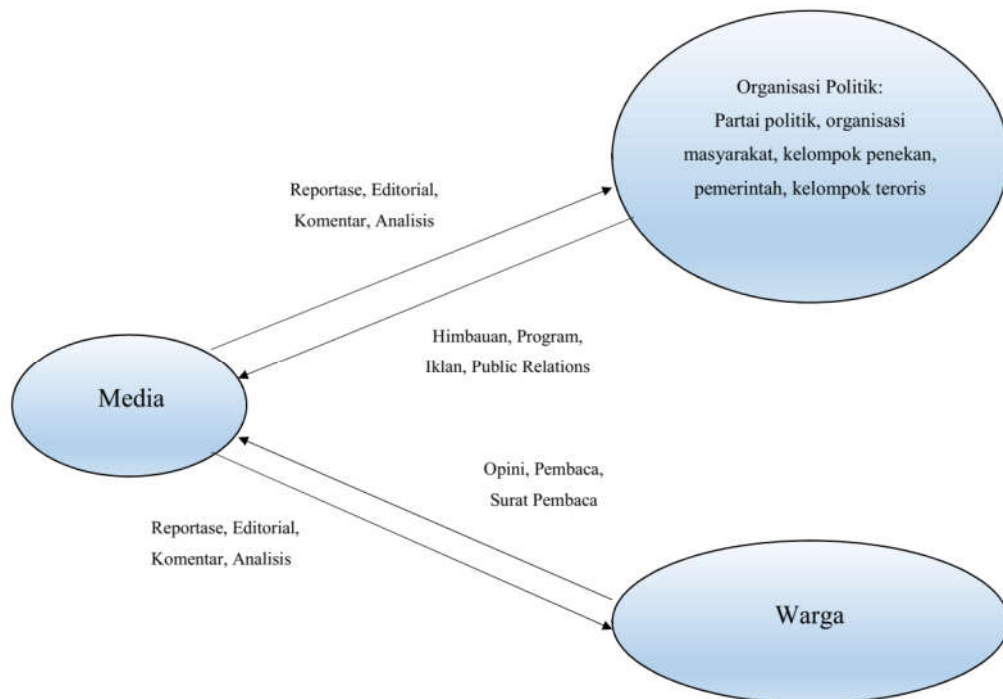 Organisasi Politik:
Partai politik, organisasi
masyarakat, kelompok penekan,
pemerintah, kelompok teroris
Reportase, Editorial,
Komentar, Analisis
Himbauan, Program,
Iklan, Public Relations
Media
Opini, Pembaca,
Surat Pembaca
Reportase, Editorial,
Komentar, Analisis
Warga